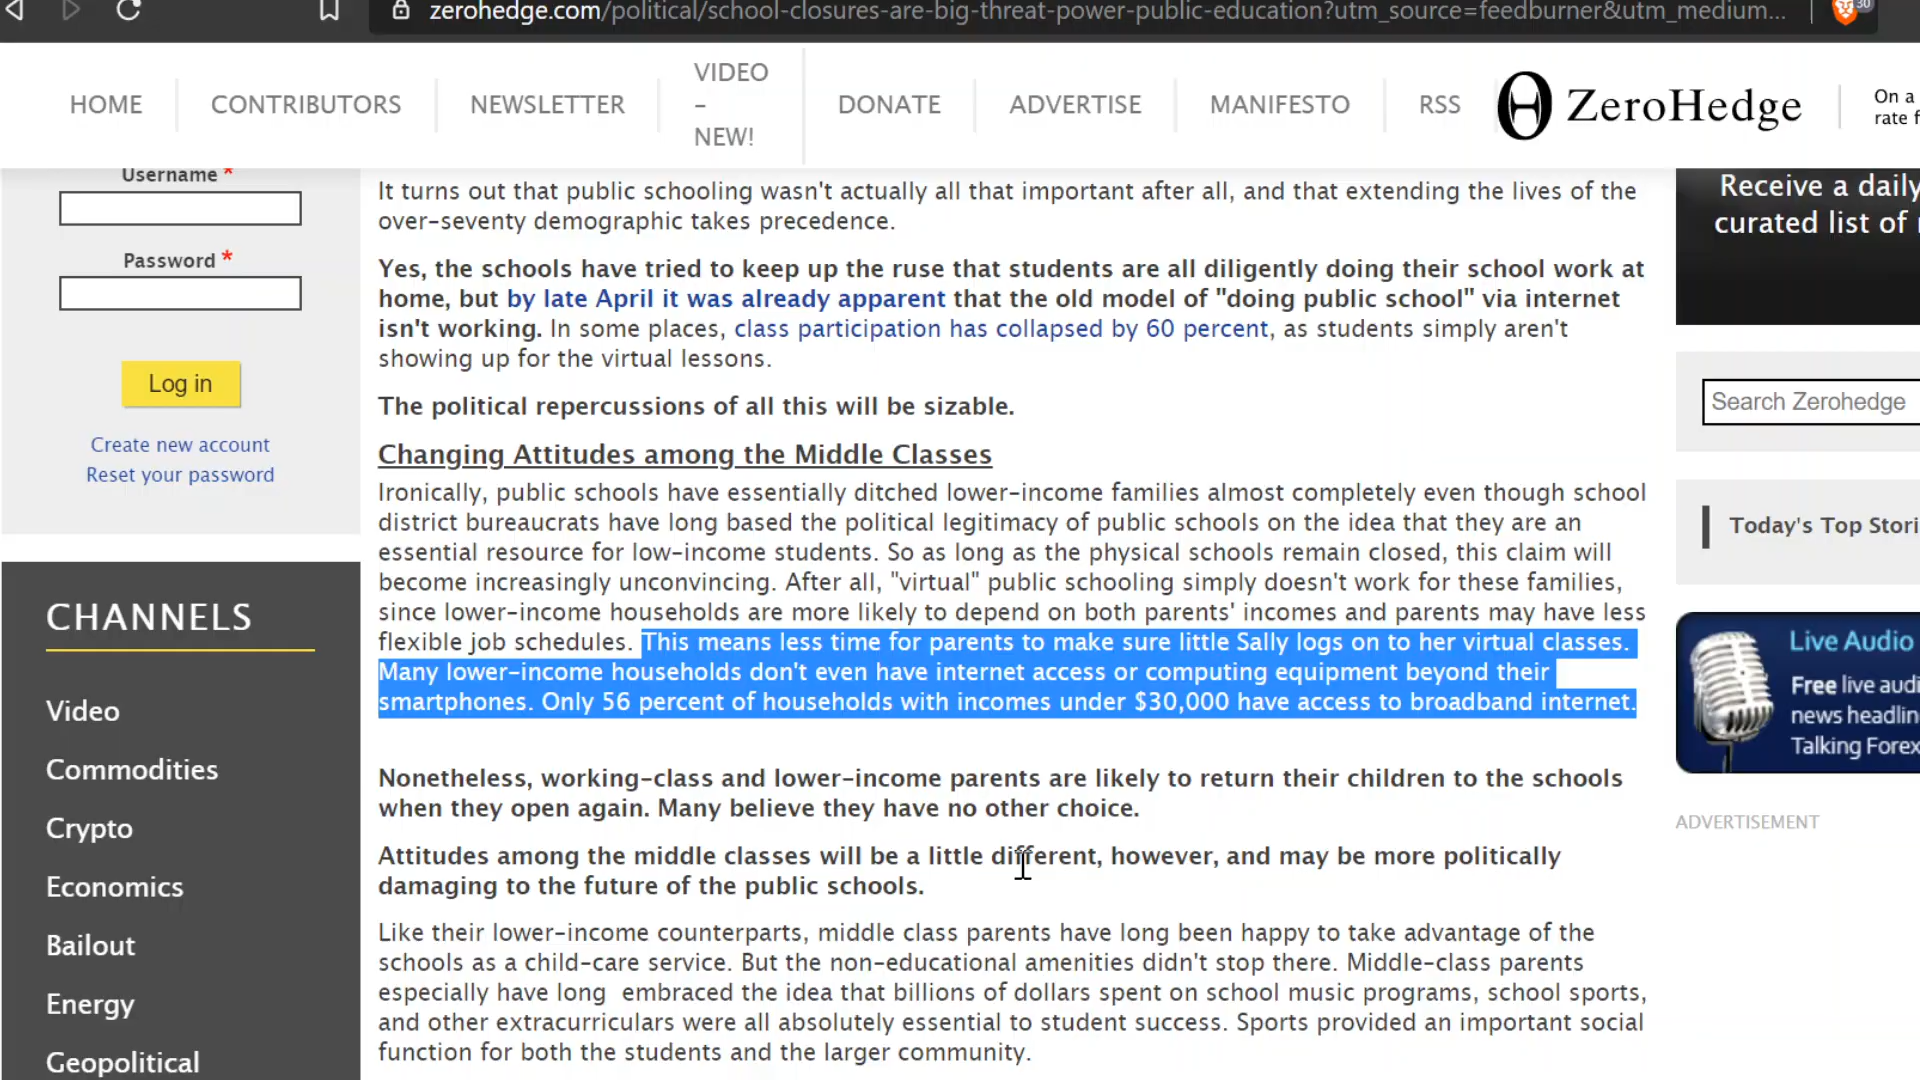 zerohedge.com/political/school-closures-are-big-threat-power-public-education?utm_source=feedburner&utm_medium...
30
HOME
CONTRIBUTORS
NEWSLETTER
VIDEO
–
NEW!
DONATE
ADVERTISE
MANIFESTO
RSS
ZeroHedge
On a
rate f
Username *
Password *
Log in
Create new account
Reset your password
CHANNELS
Video
Commodities
Crypto
Economics
Bailout
Energy
Geopolitical
It turns out that public schooling wasn't actually all that important after all, and that extending the lives of the
over-seventy demographic takes precedence.
Yes, the schools have tried to keep up the ruse that students are all diligently doing their school work at
home, but by late April it was already apparent that the old model of "doing public school" via internet
isn't working. In some places, class participation has collapsed by 60 percent, as students simply aren't
showing up for the virtual lessons.
The political repercussions of all this will be sizable.
Changing Attitudes among the Middle Classes
Ironically, public schools have essentially ditched lower-income families almost completely even though school
district bureaucrats have long based the political legitimacy of public schools on the idea that they are an
essential resource for low-income students. So as long as the physical schools remain closed, this claim will
become increasingly unconvincing. After all, "virtual" public schooling simply doesn't work for these families,
since lower-income households are more likely to depend on both parents' incomes and parents may have less
flexible job schedules. This means less time for parents to make sure little Sally logs on to her virtual classes.
Many lower-income households don't even have internet access or computing equipment beyond their
smartphones. Only 56 percent of households with incomes under $30,000 have access to broadband internet.
Nonetheless, working-class and lower-income parents are likely to return their children to the schools
when they open again. Many believe they have no other choice.
Attitudes among the middle classes will be a little different, however, and may be more politically
damaging to the future of the public schools.
Like their lower-income counterparts, middle class parents have long been happy to take advantage of the
schools as a child-care service. But the non-educational amenities didn't stop there. Middle-class parents
especially have long embraced the idea that billions of dollars spent on school music programs, school sports,
and other extracurriculars were all absolutely essential to student success. Sports provided an important social
function for both the students and the larger community.
Receive a daily
curated list of
Search Zerohedge
Today's Top Stori
Live Audio
Free live audi
news headlin
Talking Forex
ADVERTISEMENT